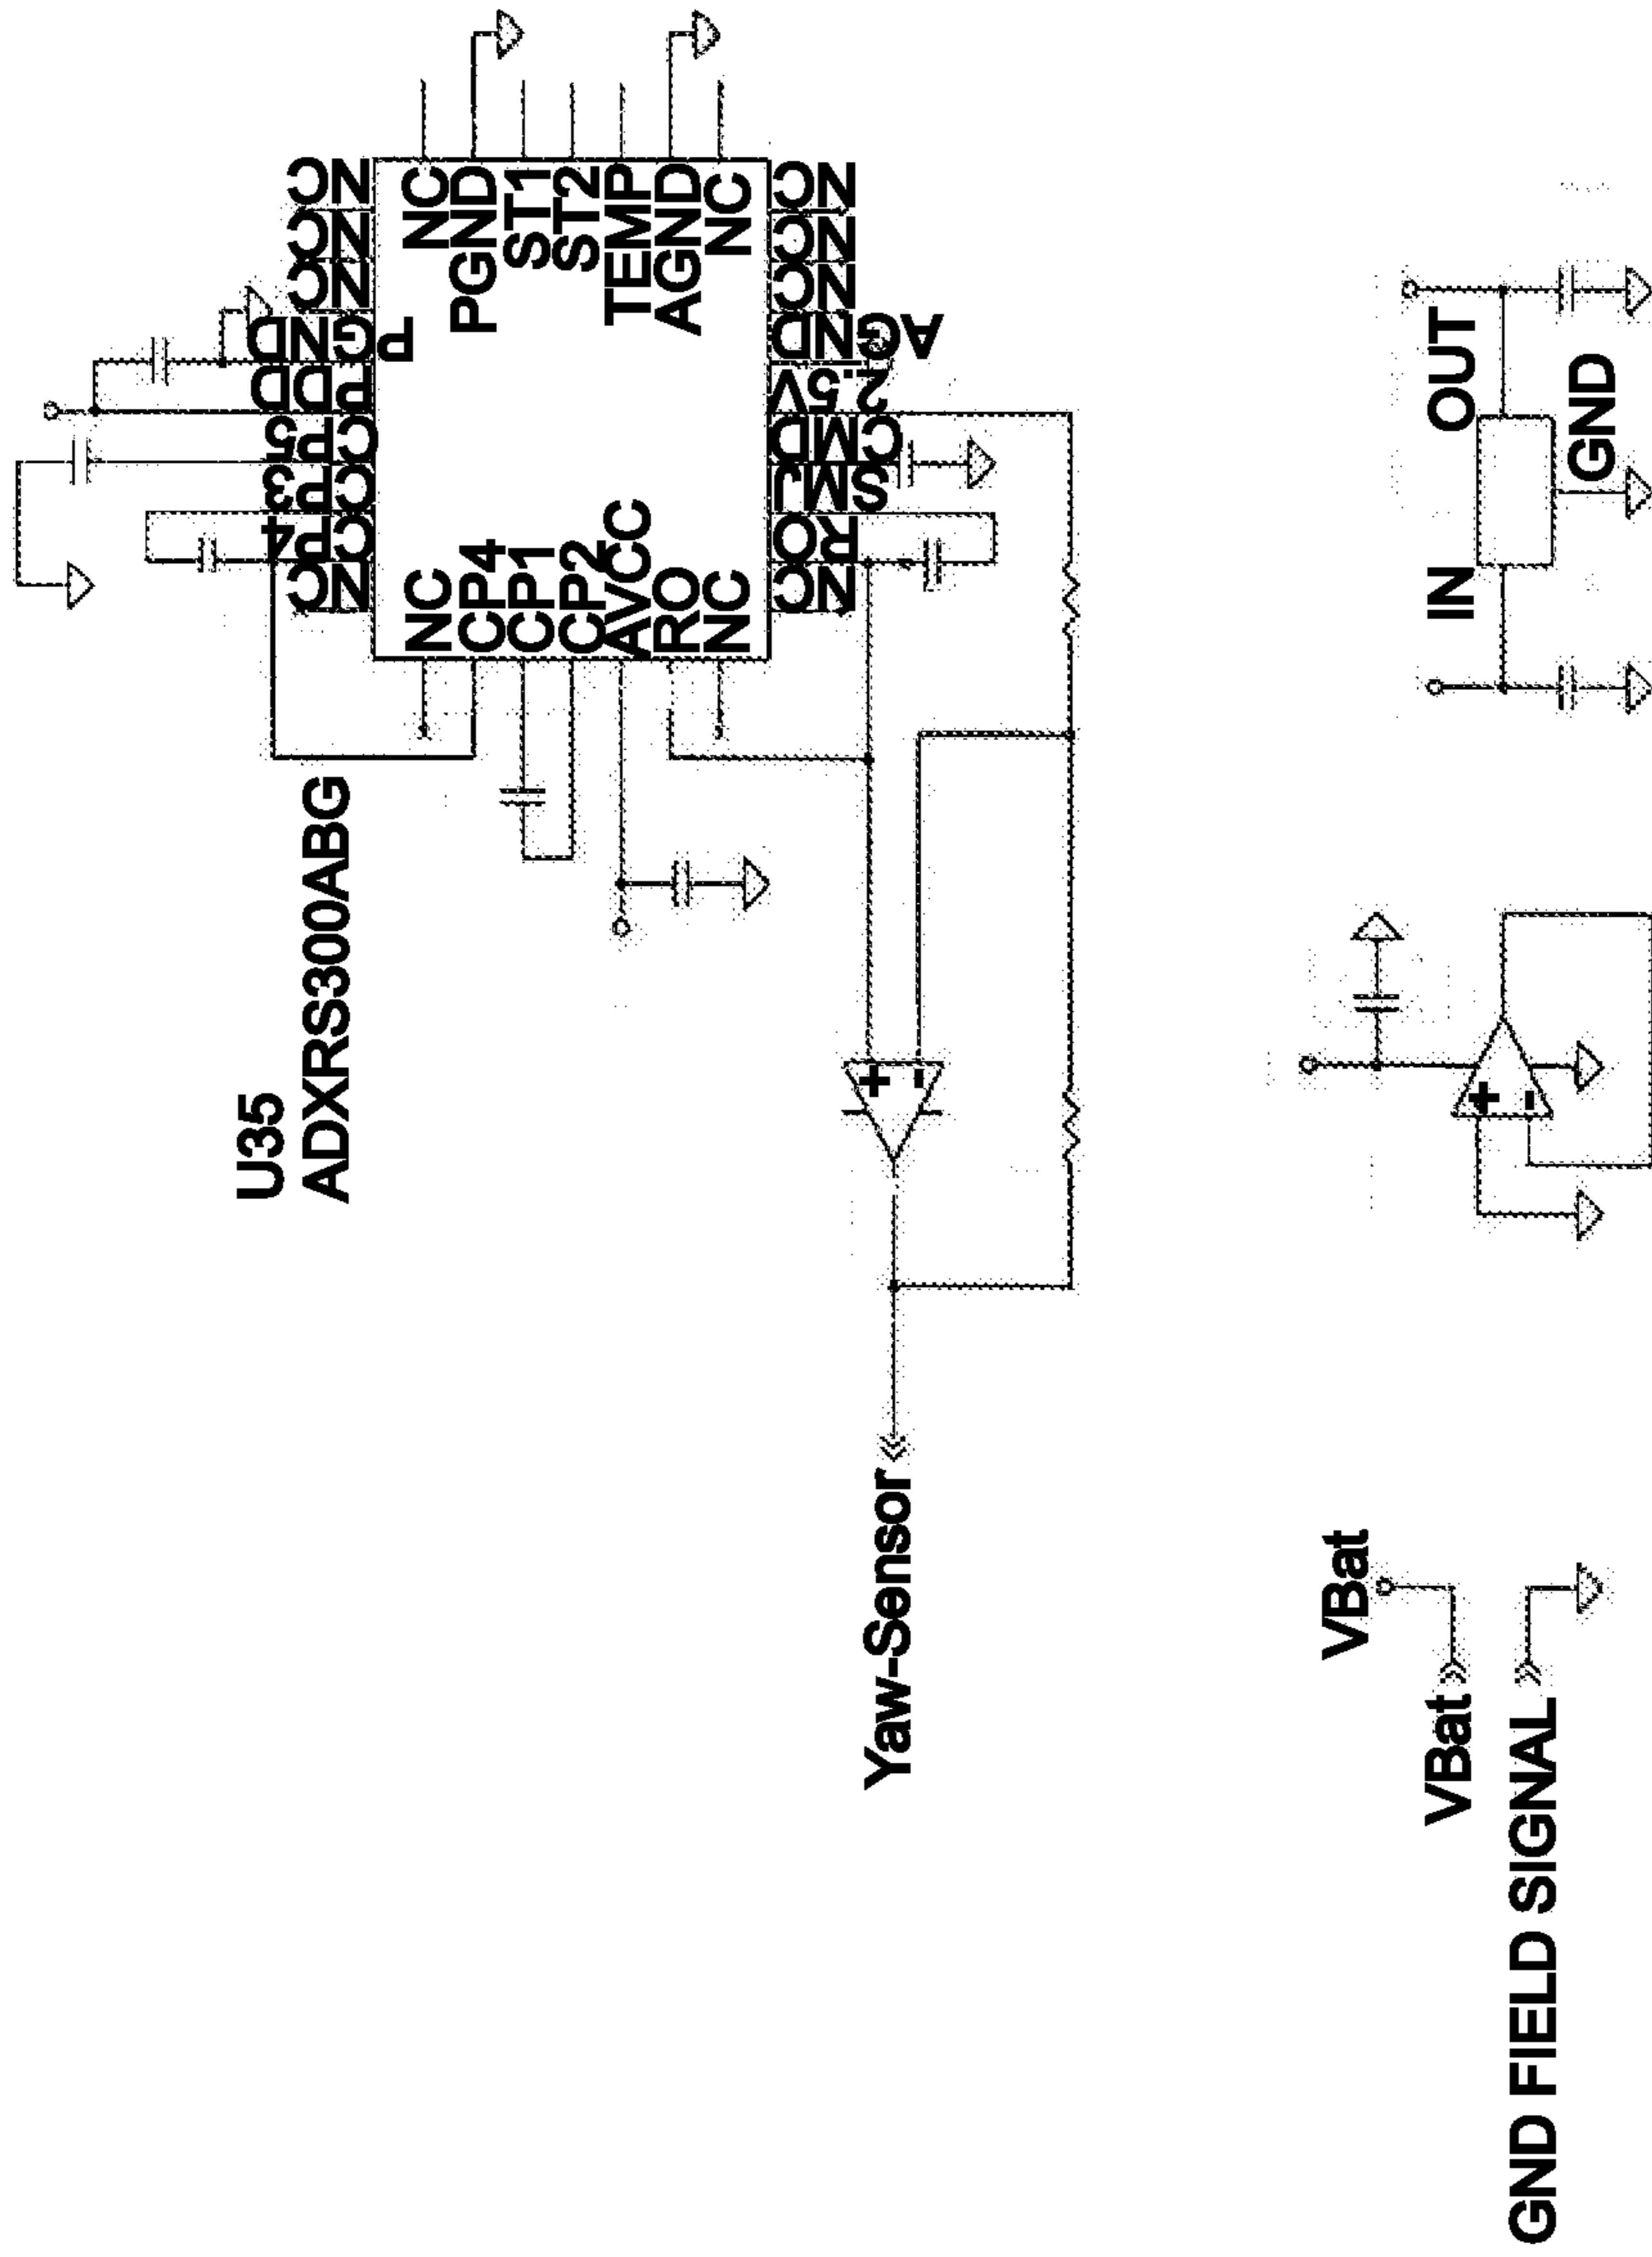 U35
ADXRS300ABG
NC
NC
NC
PGND
PDD
CP5
CP3
CP4
NC
NC
PGND
ST1
ST2
TEMP
AGND
NC
NC
CP4
CP1
CP2
AVCC
RO
NC
NC
NC
NC
AGND
2.5V
CMD
SMJ
RO
NC
Yaw-Sensor
+
-
IN
OUT
GND
+
-
VBat
VBat
GND FIELD SIGNAL